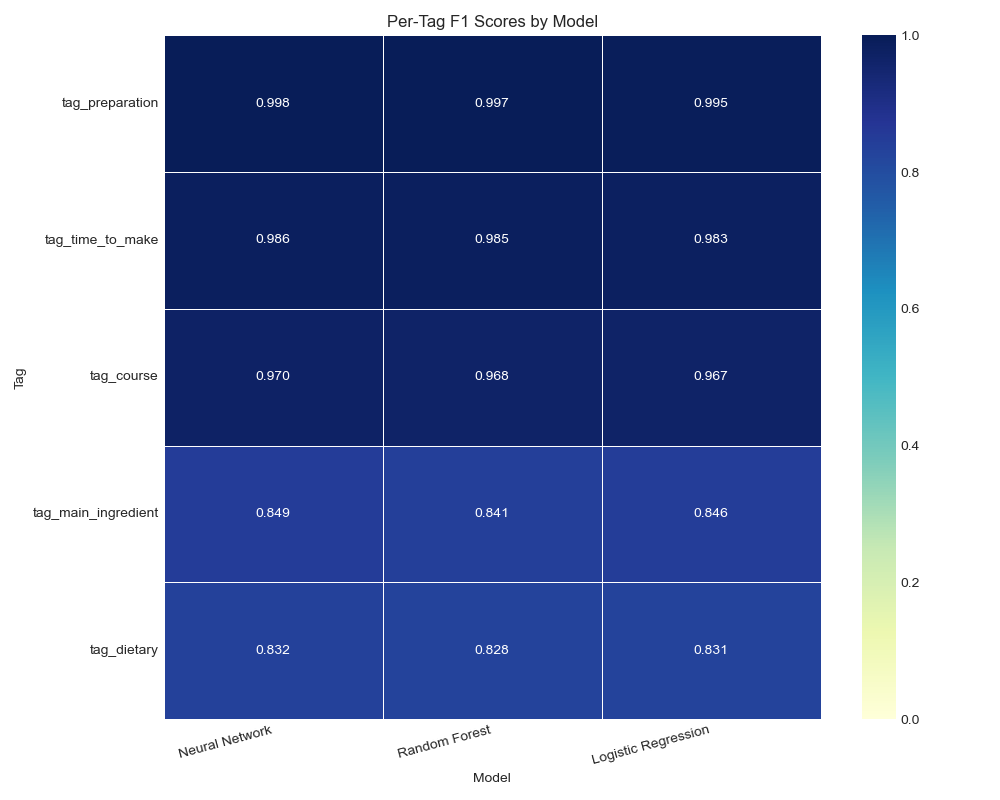 Per-Tag F1 Scores by Model
1.0
tag_preparation 0.998 0.997 0.995
0.8
tag_time_to_make 0.986 0.985 0.983
0.6
Tag
tag_course 0.970 0.968 0.967
0.4
tag_main_ingredient 0.849 0.841 0.846
0.2
tag_dietary 0.832 0.828 0.831
0.0
Neural Network Random Forest Logistic Regression
Model